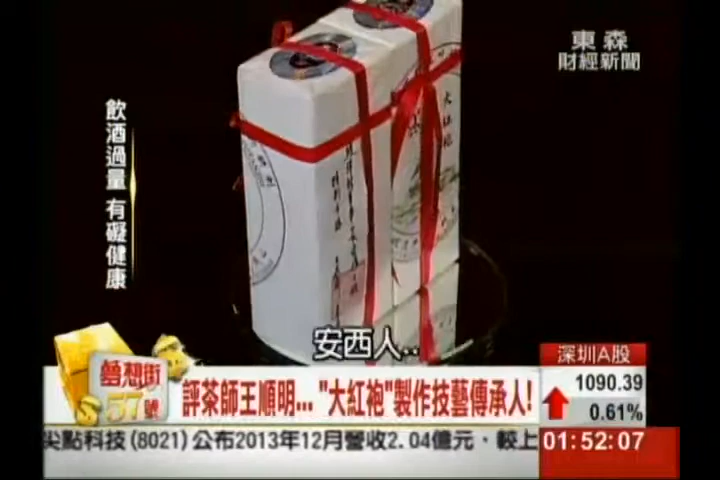 東森
財經新聞
飲酒過量 有礙健康
大紅袍
安西人...
夢想街
57號
評茶師王順明... "大紅袍"製作技藝傳承人!
深圳A股
1090.39
0.61%
尖點科技(8021)公布2013年12月營收2.04億元，較上
01:52:07